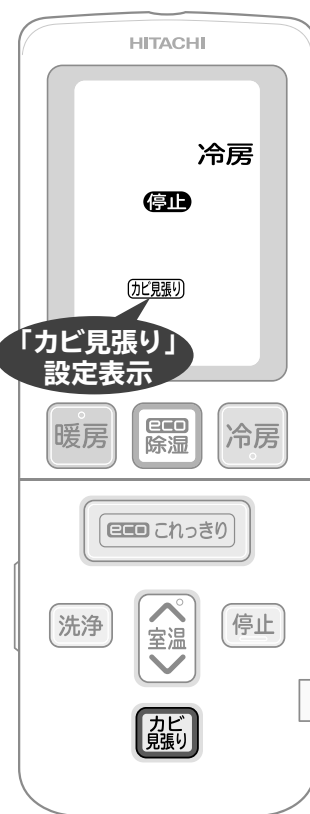 HITACHI
冷房
停止
カビ見張り
「カビ見張り」
設定表示
暖房
eco
除湿
冷房
eco これっきり
洗浄
室温
停止
カビ
見張り